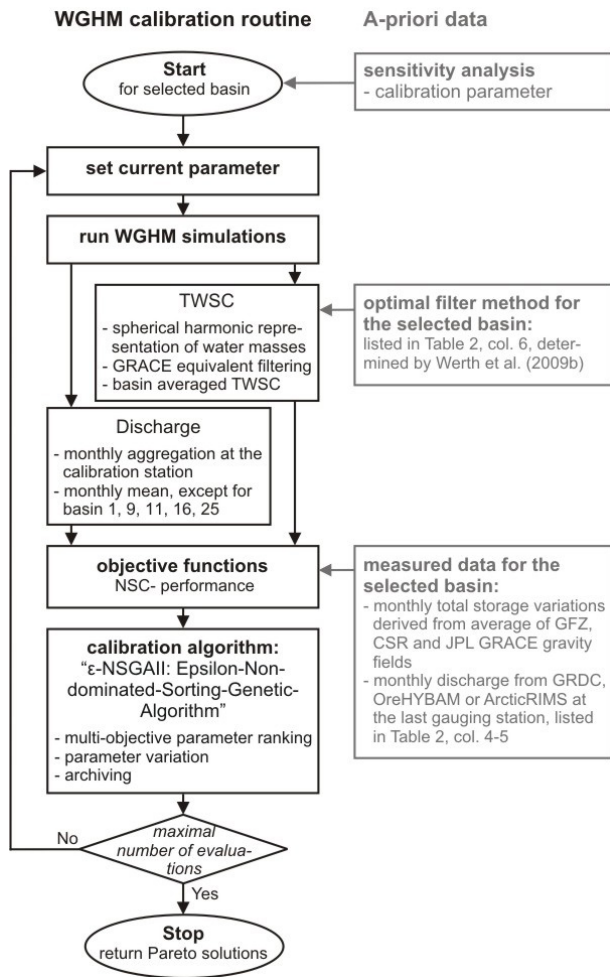 WGHM calibration routine
A-priori data
Start
for selected basin
sensitivity analysis
- calibration parameter
set current parameter
run WGHM simulations
TWSC
- spherical harmonic repre-
sentation of water masses
- GRACE equivalent filtering
- basin averaged TWSC
optimal filter method for
the selected basin:
listed in Table 2, col. 6, deter-
mined by Werth et al. (2009b)
Discharge
- monthly aggregation at the
calibration station
- monthly mean, except for
basin 1, 9, 11, 16, 25
objective functions
NSC- performance
measured data for the
selected basin:
- monthly total storage variations
derived from average of GFZ,
CSR and JPL GRACE gravity
fields
- monthly discharge from GRDC,
OreHYBAM or ArcticRIMS at
the last gauging station, listed
in Table 2, col. 4-5
calibration algorithm:
“ε-NSGAII: Epsilon-Non-
dominated-Sorting-Genetic-
Algorithm”
- multi-objective parameter ranking
- parameter variation
- archiving
No
maximal
number of evalua-
tions
Yes
Stop
return Pareto solutions